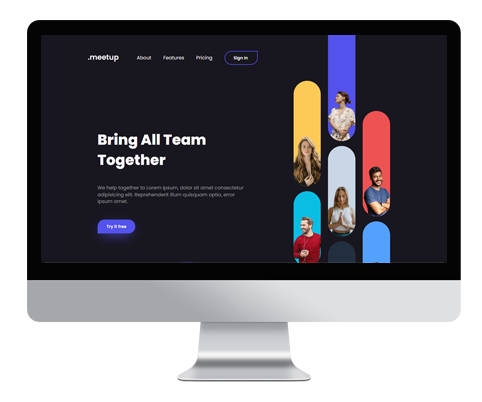 .meetup About Features Pricing Sign In
Bring All Team
Together
We help together to Lorem ipsum, dolor sit amet consectetur
adipisicing elit. Reprehenderit illum quisquam optio, error
ipsum amet.
Try it free